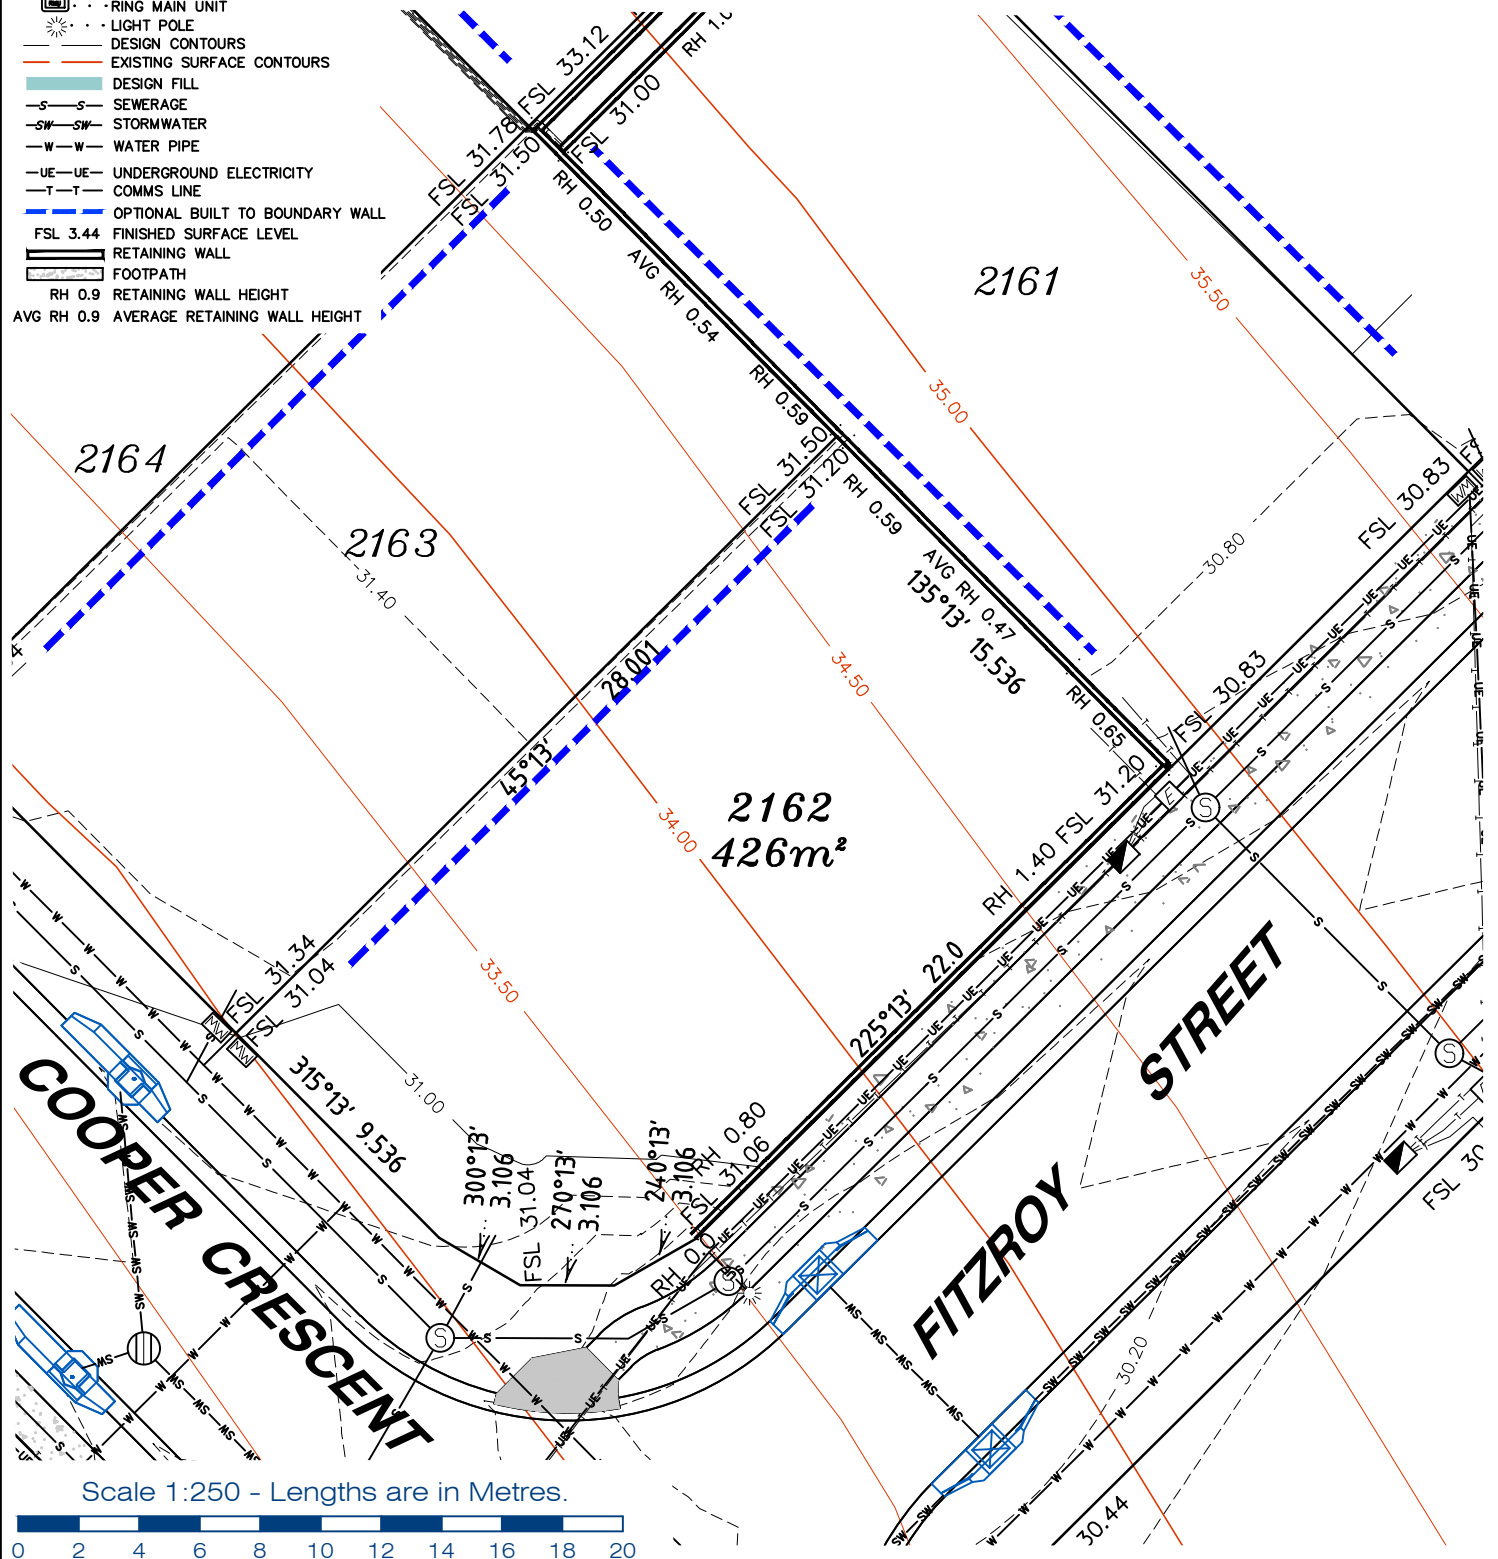 RING MAIN UNIT
LIGHT POLE
DESIGN CONTOURS
EXISTING SURFACE CONTOURS
DESIGN FILL
S S SEWERAGE
SW SW STORMWATER
W W WATER PIPE
UE UE UNDERGROUND ELECTRICITY
T T COMMS LINE
OPTIONAL BUILT TO BOUNDARY WALL
FSL 3.44 FINISHED SURFACE LEVEL
RETAINING WALL
FOOTPATH
RH 0.9 RETAINING WALL HEIGHT
AVG RH 0.9 AVERAGE RETAINING WALL HEIGHT
FSL 33.12
FSL 31.00
FSL 31.78
FSL 31.50
RH 0.50
AVG RH 0.54
RH 0.59
2161
35.50
35.00
2164
2163
31.40
FSL 31.50
FSL 31.20
RH 0.59
AVG RH 0.47
135°13' 15.536
RH 0.65
30.80
FSL 30.83
WM
FSL 30.83
34.50
28.001
45°13'
2162
426m²
34.00
33.50
FSL 31.20
RH 1.40
E
FSL 31.34
FSL 31.04
315°13' 9.536
31.00
225°13' 22.0
300°13'
3.106
FSL 31.04
270°13'
3.106
240°13'
3.106
RH 0.80
FSL 31.06
RH 0.0
COOPER CRESCENT
FITZROY STREET
30.20
30.44
Scale 1:250 - Lengths are in Metres.
0 2 4 6 8 10 12 14 16 18 20